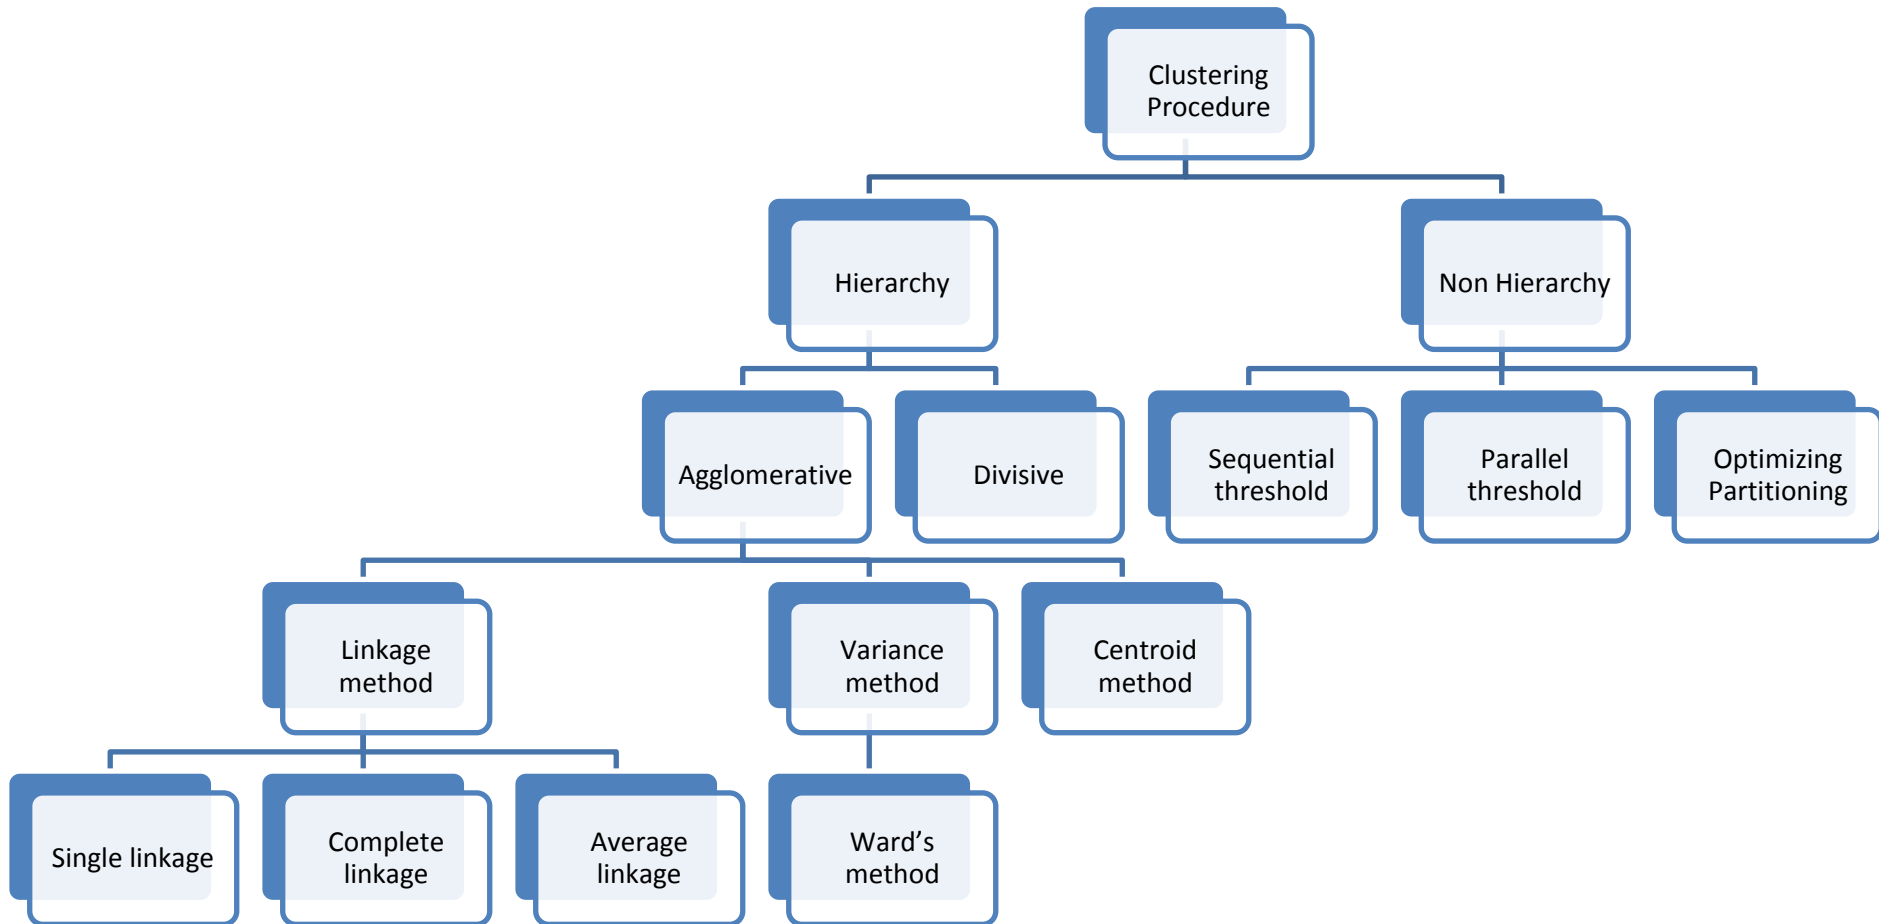 Clustering
Procedure
Hierarchy
Non Hierarchy
Agglomerative
Divisive
Sequential
threshold
Parallel
threshold
Optimizing
Partitioning
Linkage
method
Variance
method
Centroid
method
Single linkage
Complete
linkage
Average
linkage
Ward’s
method